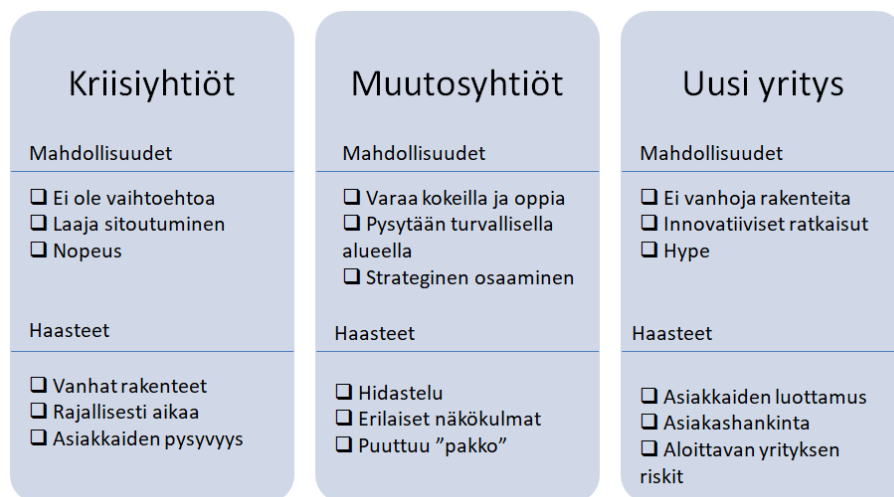 Kriisiyhtiöt
Mahdollisuudet
❑ Ei ole vaihtoehtoa
❑ Laaja sitoutuminen
❑ Nopeus
Haasteet
❑ Vanhat rakenteet
❑ Rajallisesti aikaa
❑ Asiakkaiden pysyvyys
Muutosyhtiöt
Mahdollisuudet
❑ Varaa kokeilla ja oppia
❑ Pysytään turvallisella
alueella
❑ Strateginen osaaminen
Haasteet
❑ Hidastelu
❑ Erilaiset näkökulmat
❑ Puuttuu ”pakko”
Uusi yritys
Mahdollisuudet
❑ Ei vanhoja rakenteita
❑ Innovatiiviset ratkaisut
❑ Hype
Haasteet
❑ Asiakkaiden luottamus
❑ Asiakashankinta
❑ Aloittavan yrityksen
riskit